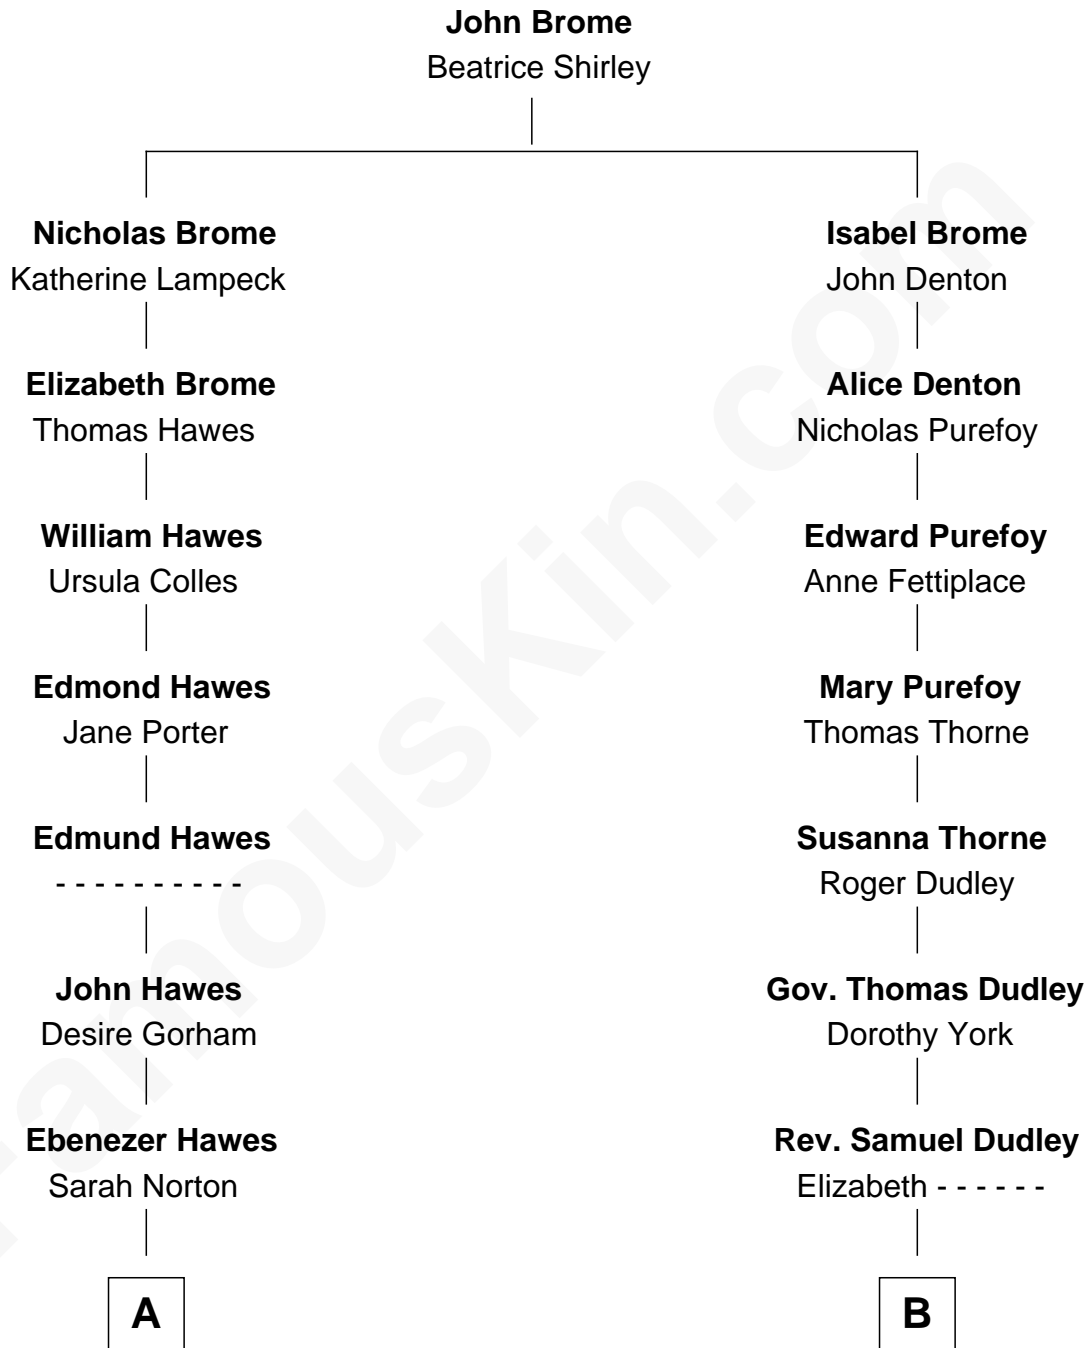 John Brome
Beatrice Shirley
Nicholas Brome
Katherine Lampeck
Isabel Brome
John Denton
Elizabeth Brome
Thomas Hawes
Alice Denton
Nicholas Purefoy
William Hawes
Ursula Colles
Edward Purefoy
Anne Fettiplace
Edmond Hawes
Jane Porter
Mary Purefoy
Thomas Thorne
Edmund Hawes
- - - - - - - - - -
Susanna Thorne
Roger Dudley
John Hawes
Desire Gorham
Gov. Thomas Dudley
Dorothy York
Ebenezer Hawes
Sarah Norton
Rev. Samuel Dudley
Elizabeth - - - - - -
A
B
FamousKin.com